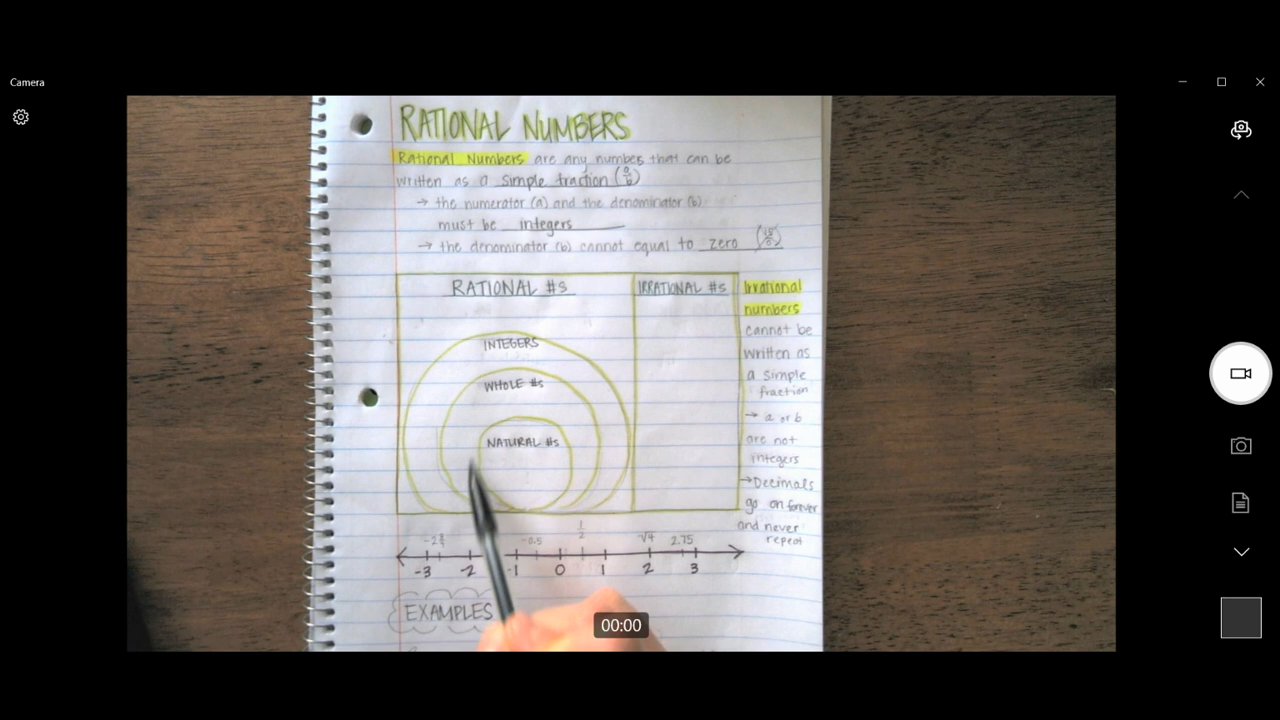 Camera
RATIONAL NUMBERS
Rational Numbers are any number that can be
written as a simple fraction (a/b)
→ the numerator (a) and the denominator (b)
must be integers
→ the denominator (b) cannot equal to zero (15/0)
RATIONAL #s
IRRATIONAL #s
INTEGERS
WHOLE #s
NATURAL #s
Irrational
numbers
cannot be
written as
a simple
fraction
→ a or b
are not
integers
→ Decimals
go on forever
and never
repeat
-0.5 1/2 √4 2.75
-3 -2 -1 0 1 2 3
EXAMPLES
00:00